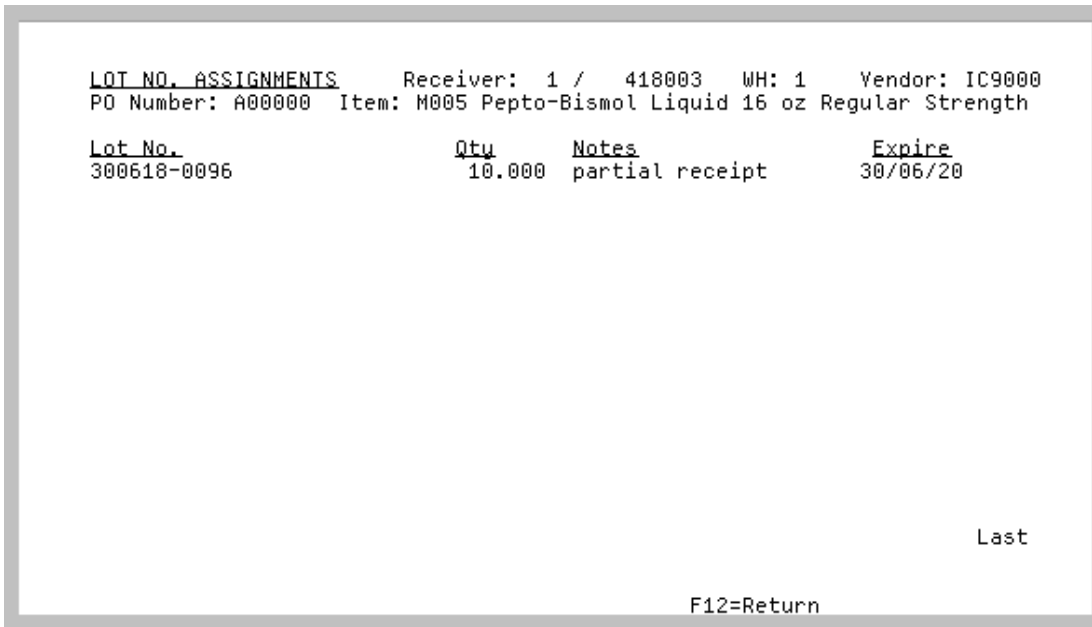 LOT NO. ASSIGNMENTS Receiver: 1 / 418003 WH: 1 Vendor: IC9000
PO Number: A00000 Item: M005 Pepto-Bismol Liquid 16 oz Regular Strength
Lot No. Qty Notes Expire
300618-0096 10.000 partial receipt 30/06/20
Last
F12=Return